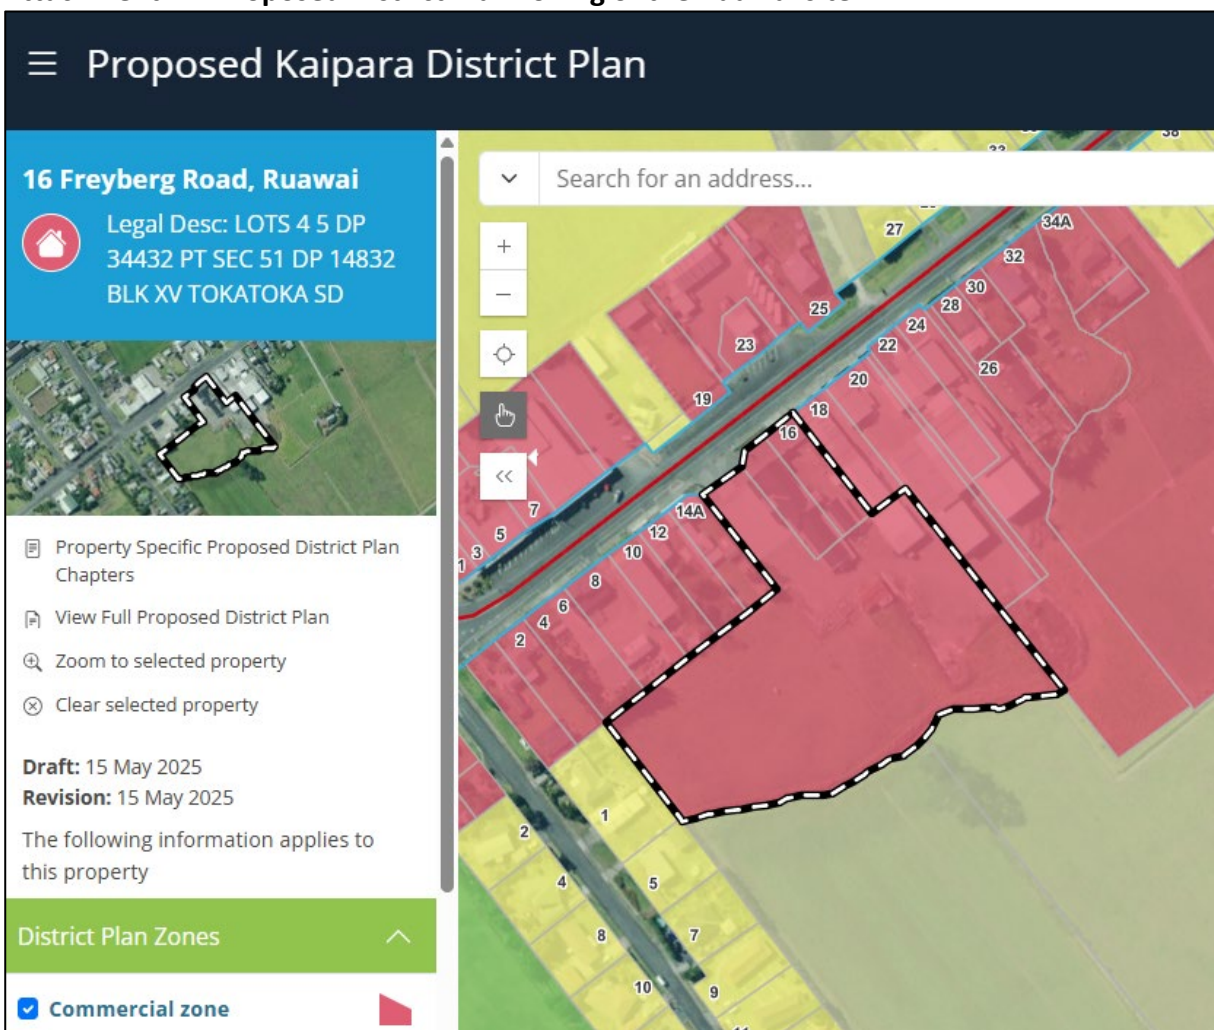 Proposed Kaipara District Plan
16 Freyberg Road, Ruawai
Legal Desc: LOTS 4 5 DP
34432 PT SEC 51 DP 14832
BLK XV TOKATOKA SD
Property Specific Proposed District Plan
Chapters
View Full Proposed District Plan
Zoom to selected property
Clear selected property
Draft: 15 May 2025
Revision: 15 May 2025
The following information applies to
this property
District Plan Zones
Commercial zone
Search for an address...
38
33
34A
27
32
30
25
28
24
23
22
26
20
19
18
16
7
14A
5
12
3
10
1
8
6
4
2
1
2
4
5
8
7
10
9